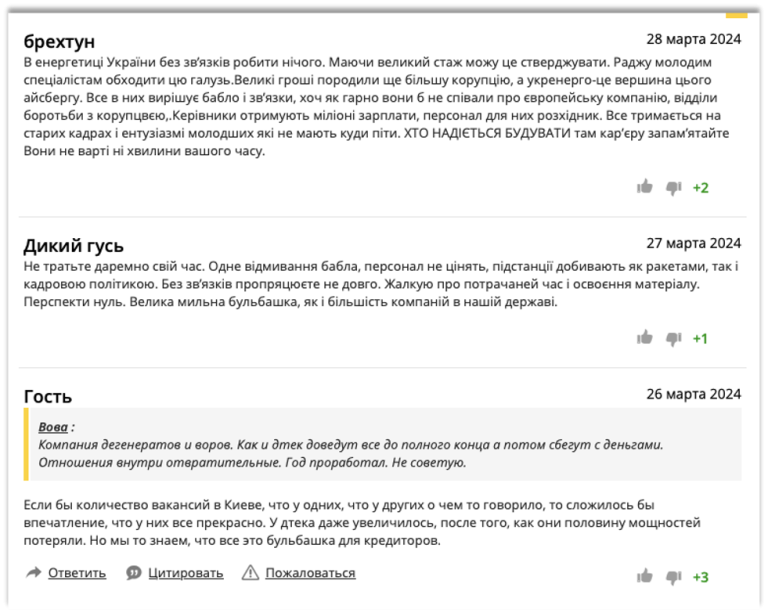 брехтун
28 марта 2024
В енергетиці України без зв’язків робити нічого. Маючи великий стаж можу це стверджувати. Раджу молодим
спеціалістам обходити цю галузь.Великі гроші породили ще більшу корупцію, а укренерго-це вершина цього
айсбергу. Все в них вирішує бабло і зв’язки, хоч як гарно вони б не співали про європейську компанію, відділи
боротьби з корупцвєю,.Керівники отримують міліоні зарплати, персонал для них розхідник. Все тримається на
старих кадрах і ентузіазмі молодших які не мають куди піти. ХТО НАДІЄТЬСЯ БУДУВАТИ там кар’єру запам’ятайте
Вони не варті ні хвилини вашого часу.
+2
Дикий гусь
27 марта 2024
Не тратьте даремно свій час. Одне відмивання бабла, персонал не цінять, підстанції добивають як ракетами, так і
кадровою політикою. Без зв’язків пропрацюєте не довго. Жалкую про потрачаней час і освоєння матеріалу.
Перспекти нуль. Велика мильна бульбашка, як і більшість компаній в нашій державі.
+1
Гость
26 марта 2024
Вова :
Компания дегенератов и воров. Как и дтек доведут все до полного конца а потом сбегут с деньгами.
Отношения внутри отвратительные. Год проработал. Не советую.
Если бы количество вакансий в Киеве, что у одних, что у других о чем то говорило, то сложилось бы
впечатление, что у них все прекрасно. У дтека даже увеличилось, после того, как они половину мощностей
потеряли. Но мы то знаем, что все это бульбашка для кредиторов.
Ответить Цитировать Пожаловаться
+3